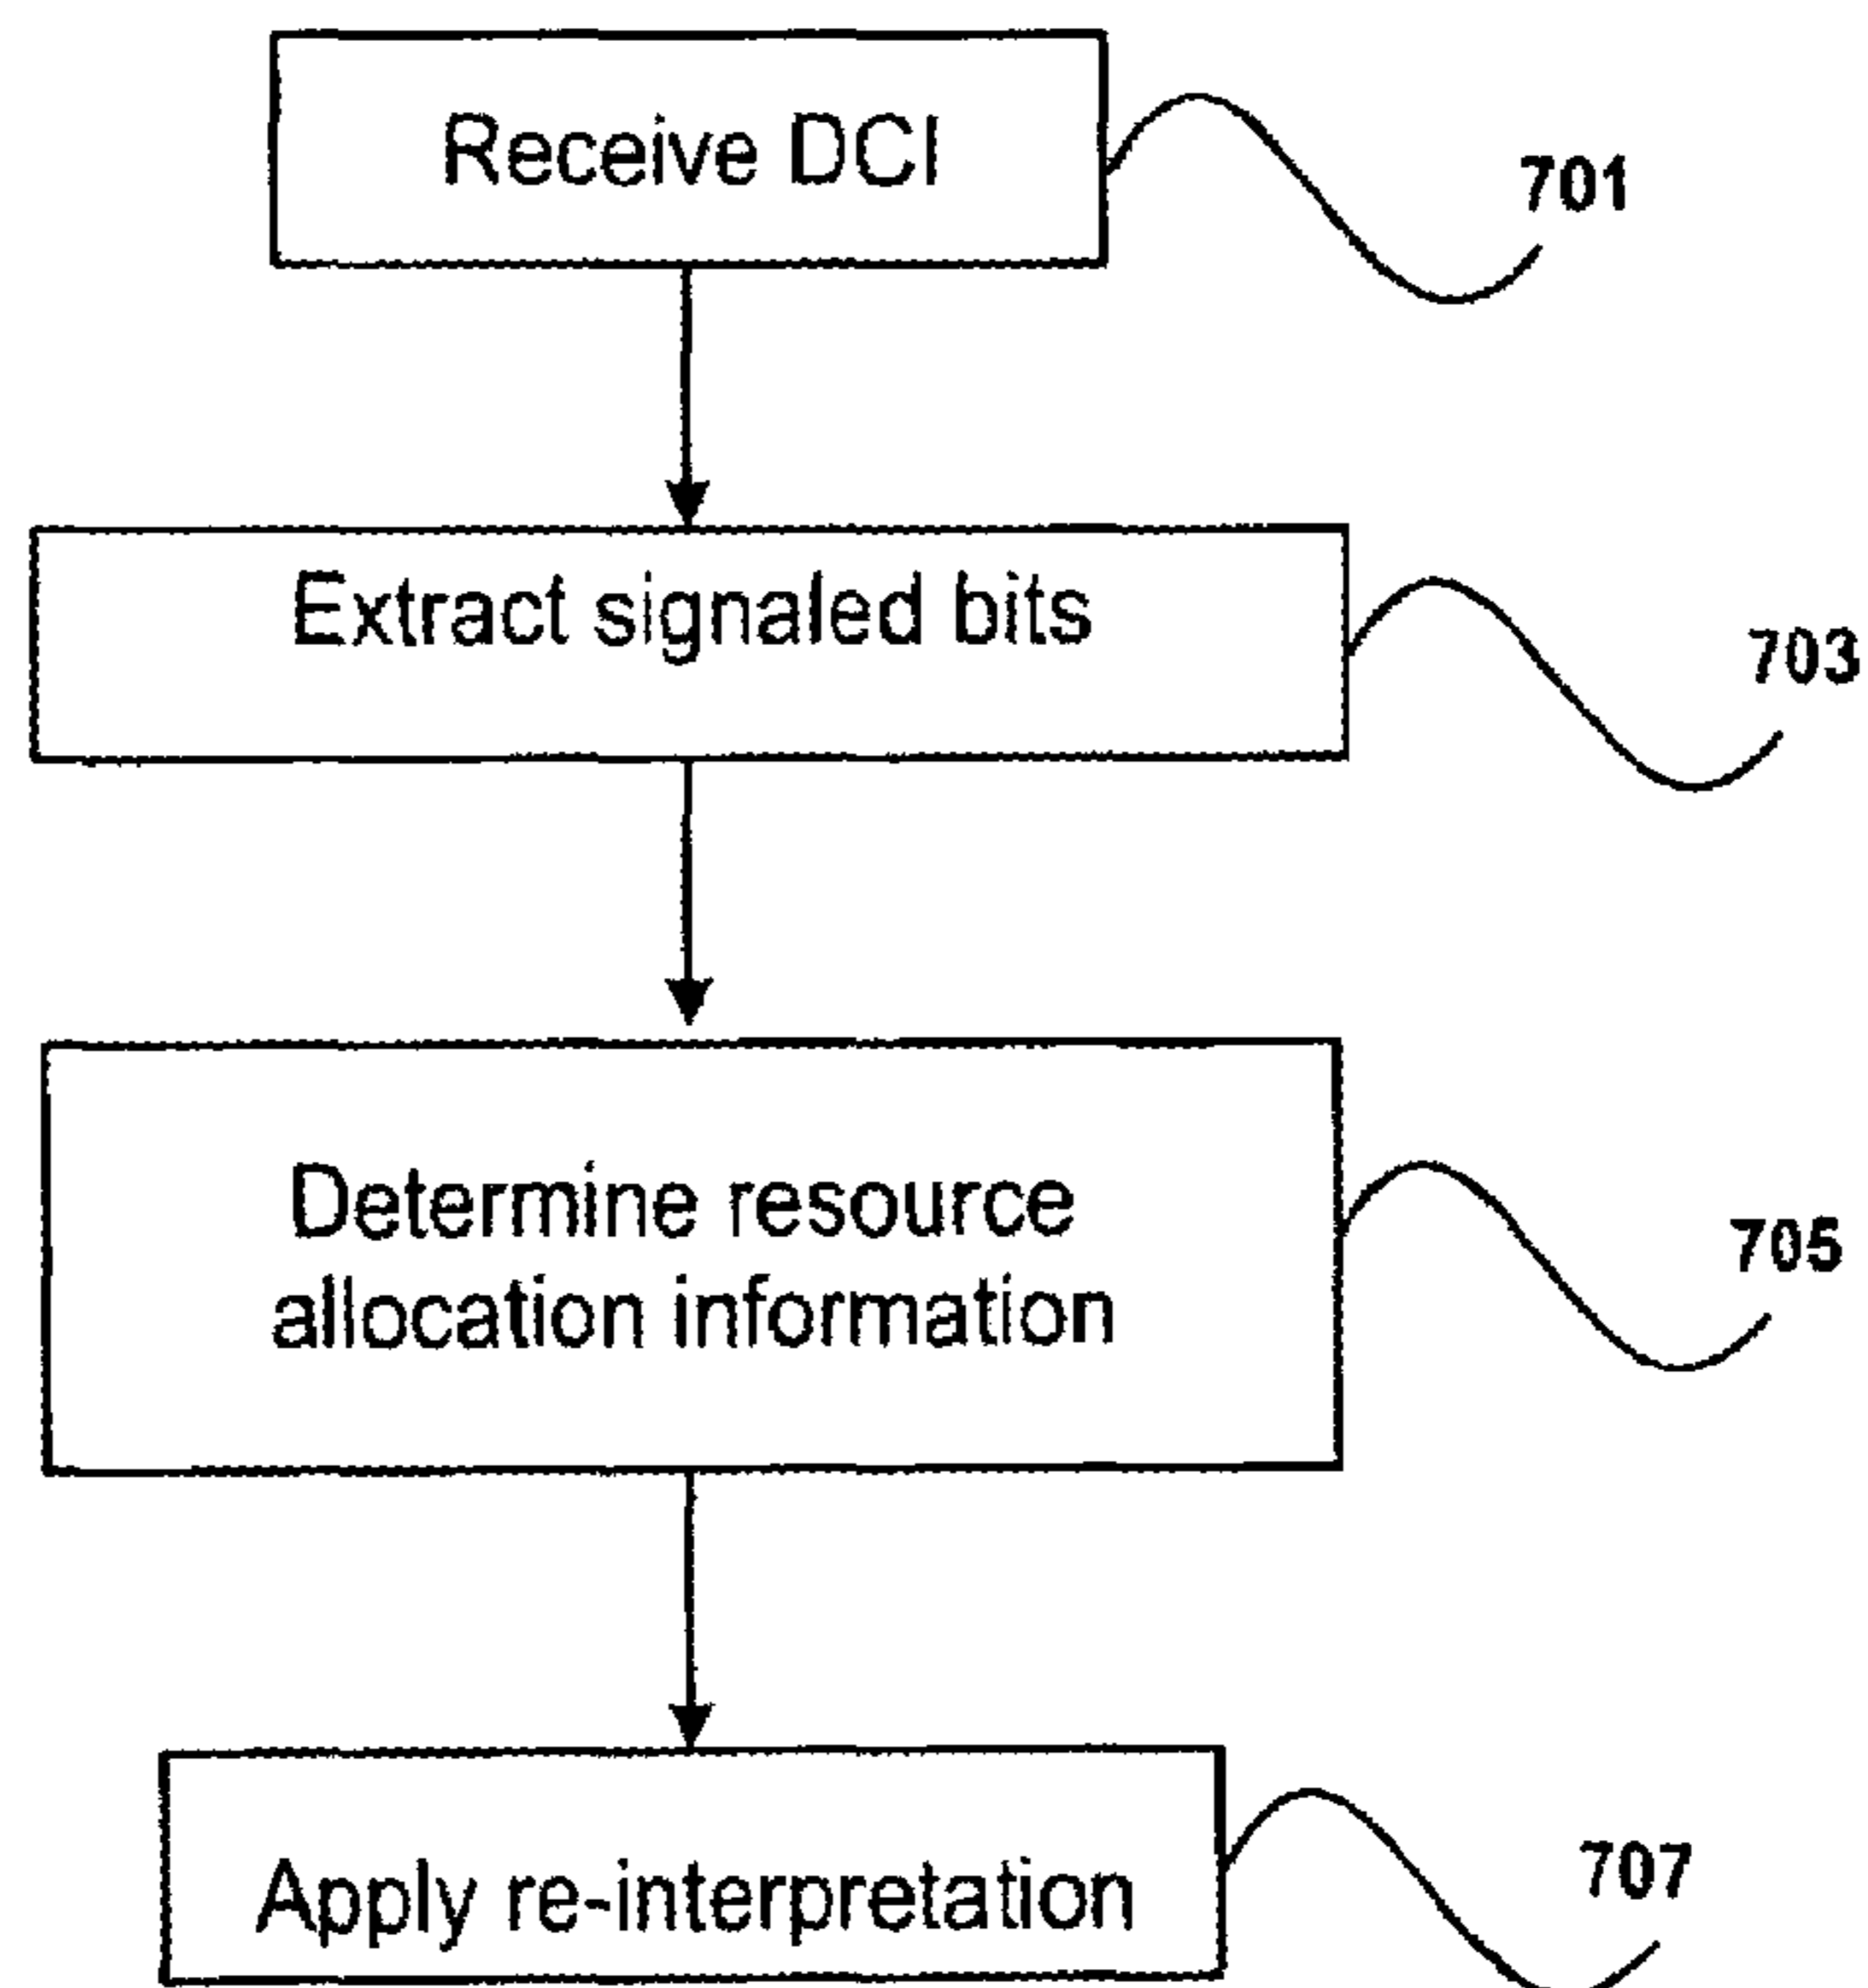 Receive DCI
701
Extract signaled bits
703
Determine resource
allocation information
705
Apply re-interpretation
707